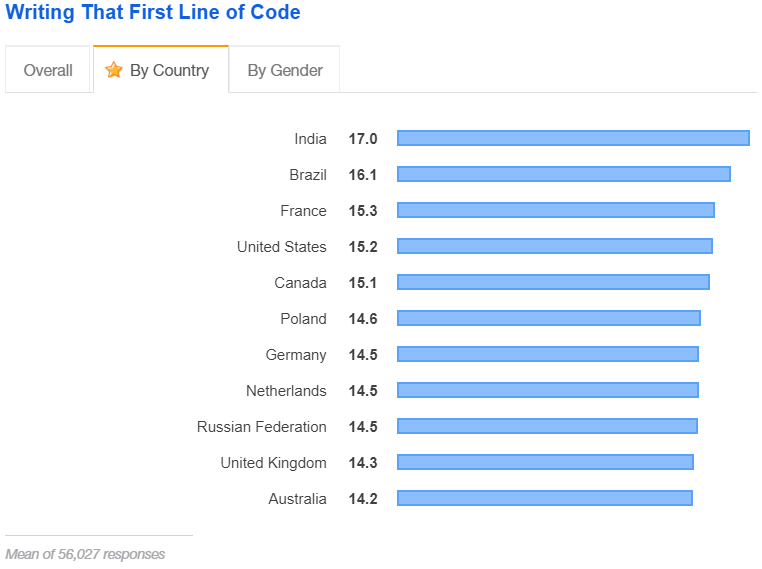 Writing That First Line of Code
Overall By Country By Gender
India 17.0
Brazil 16.1
France 15.3
United States 15.2
Canada 15.1
Poland 14.6
Germany 14.5
Netherlands 14.5
Russian Federation 14.5
United Kingdom 14.3
Australia 14.2
Mean of 56,027 responses